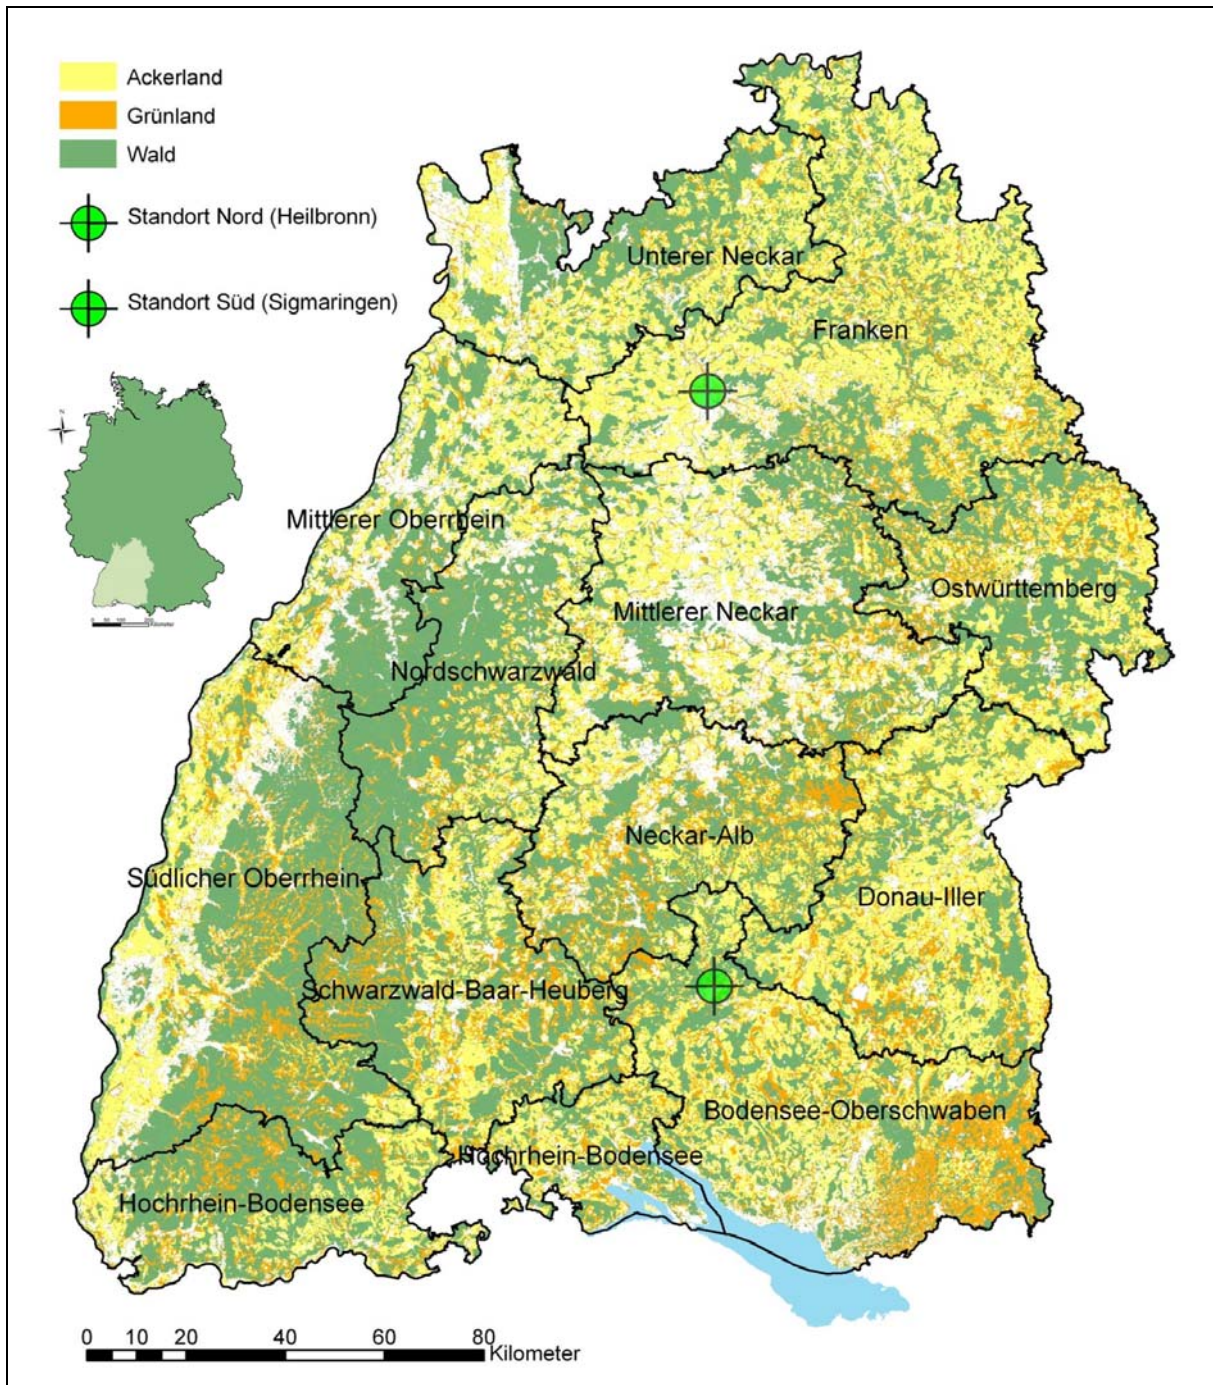 Ackerland
Grünland
Wald
Standort Nord (Heilbronn)
Standort Süd (Sigmaringen)
N
Unterer Neckar
Franken
Mittlerer Oberrhein
Mittlerer Neckar
Ostwürttemberg
Nordschwarzwald
Neckar-Alb
Südlicher Oberrhein
Donau-Iller
Schwarzwald-Baar-Heuberg
Bodensee-Oberschwaben
Hochrhein-Bodensee
Hochrhein-Bodensee
0 10 20 40 60 80
Kilometer